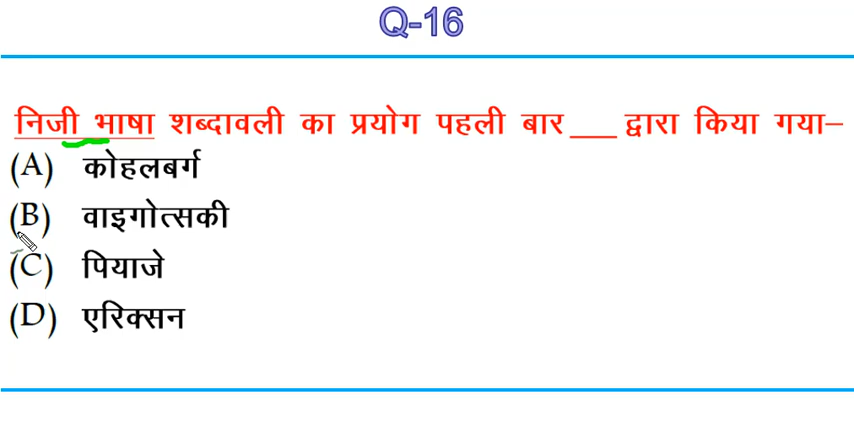 Q-16
निजी भाषा शब्दावली का प्रयोग पहली बार ___ द्वारा किया गया–
(A) कोहलबर्ग
(B) वाइगोत्सकी
(C) पियाजे
(D) एरिक्सन